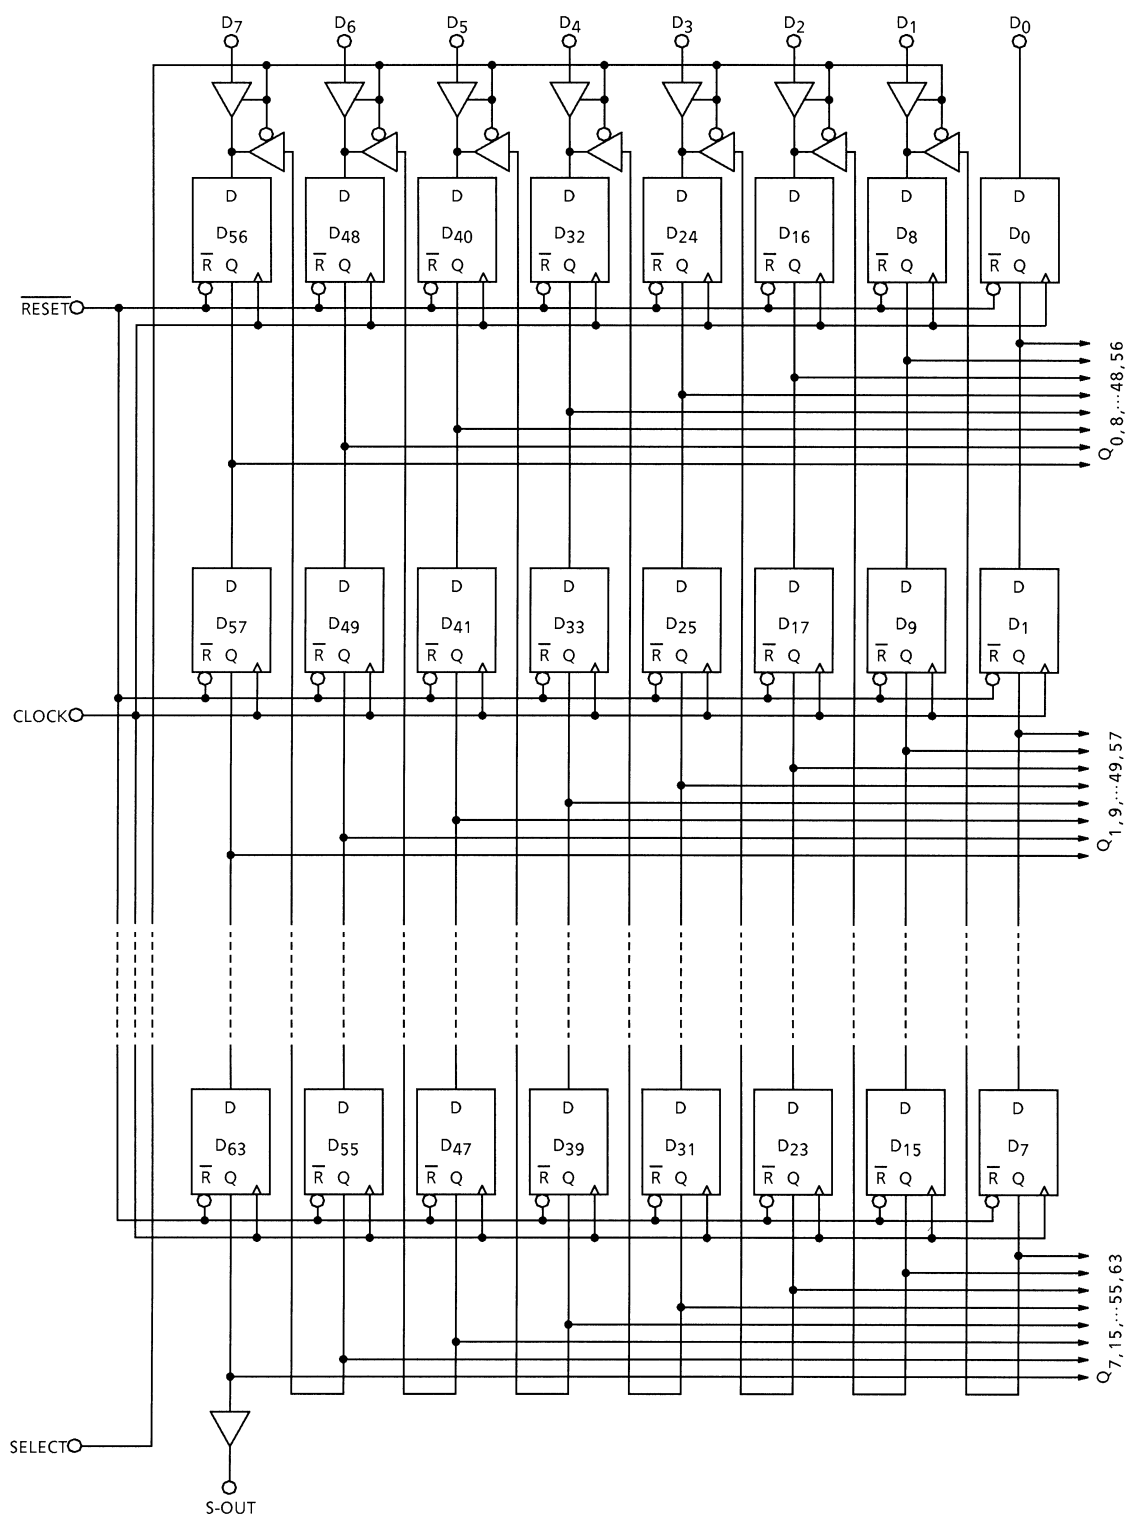 D7 D6 D5 D4 D3 D2 D1 D0
D D D D D D D D
D56 D48 D40 D32 D24 D16 D8 D0
R̅ Q R̅ Q R̅ Q R̅ Q R̅ Q R̅ Q R̅ Q R̅ Q
R̅E̅S̅E̅T̅
Q0, 8, ···48, 56
D D D D D D D D
D57 D49 D41 D33 D25 D17 D9 D1
R̅ Q R̅ Q R̅ Q R̅ Q R̅ Q R̅ Q R̅ Q R̅ Q
CLOCK
Q1, 9, ···49, 57
D D D D D D D D
D63 D55 D47 D39 D31 D23 D15 D7
R̅ Q R̅ Q R̅ Q R̅ Q R̅ Q R̅ Q R̅ Q R̅ Q
Q7, 15, ···55, 63
SELECT
S-OUT